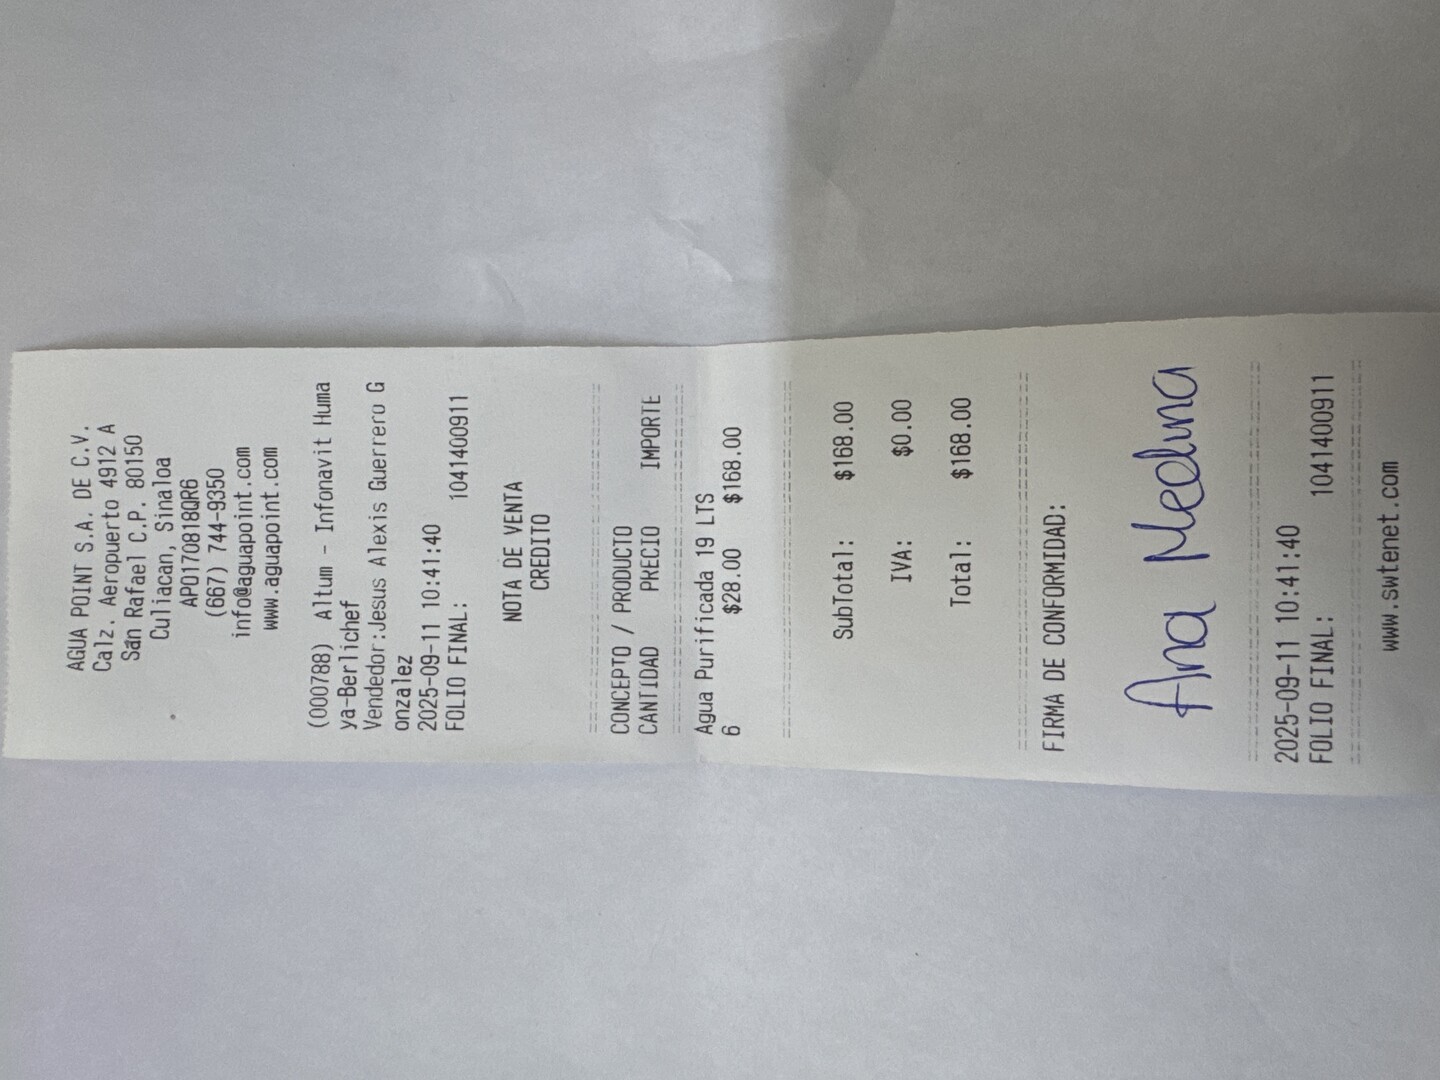 AGUA POINT S.A. DE C.V.
Calz. Aeropuerto 4912 A
San Rafael C.P. 80150
Culiacan, Sinaloa
APO170818QR6
(667) 744-9350
info@aguapoint.com
www.aguapoint.com
(000788) Altum - Infonavit Huma
ya-Berlichef
Vendedor:Jesus Alexis Guerrero G
onzalez
2025-09-11 10:41:40
FOLIO FINAL: 1041400911
NOTA DE VENTA
CREDITO
CONCEPTO / PRODUCTO
CANTIDAD PRECIO IMPORTE
Agua Purificada 19 LTS
6 $28.00 $168.00
SubTotal: $168.00
IVA: $0.00
Total: $168.00
FIRMA DE CONFORMIDAD:
Ana Medina
2025-09-11 10:41:40
FOLIO FINAL: 1041400911
www.swtenet.com